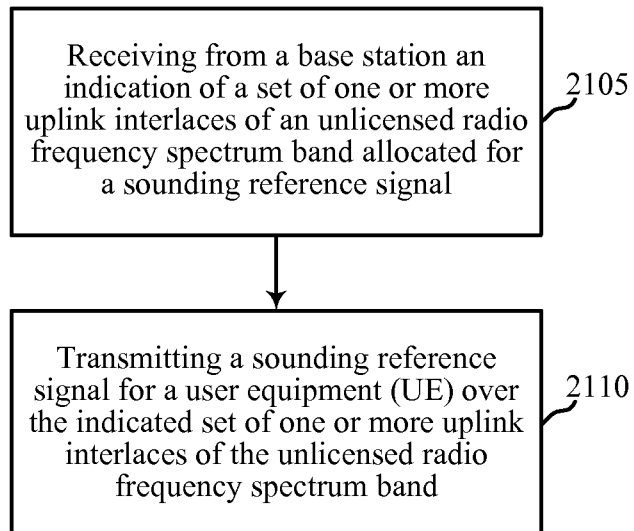 Receiving from a base station an
indication of a set of one or more
uplink interlaces of an unlicensed radio
frequency spectrum band allocated for
a sounding reference signal
2105
Transmitting a sounding reference
signal for a user equipment (UE) over
the indicated set of one or more uplink
interlaces of the unlicensed radio
frequency spectrum band
2110